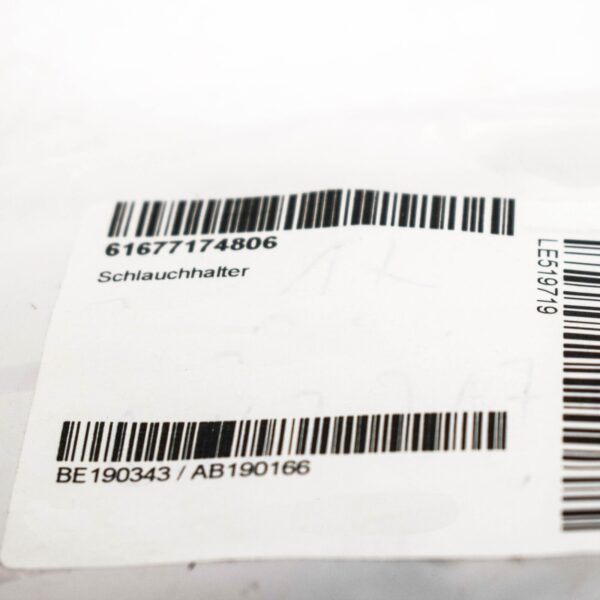 61677174806
Schlauchhalter
LE519719
BE190343 / AB190166